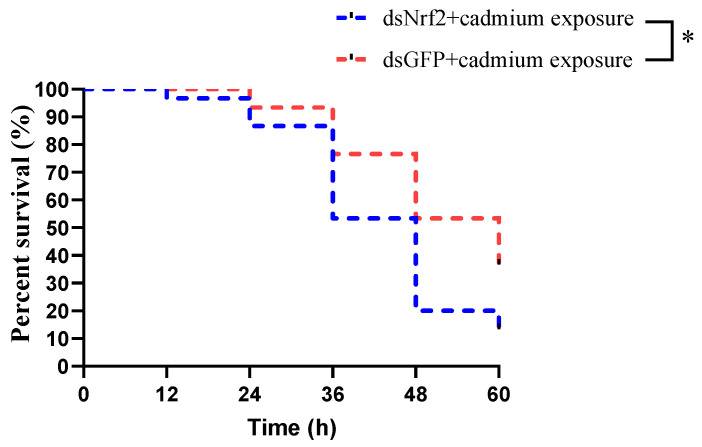 dsNrf2+cadmium exposure
dsGFP+cadmium exposure
*
Percent survival (%)
100
90
80
70
60
50
40
30
20
10
0
0 12 24 36 48 60
Time (h)